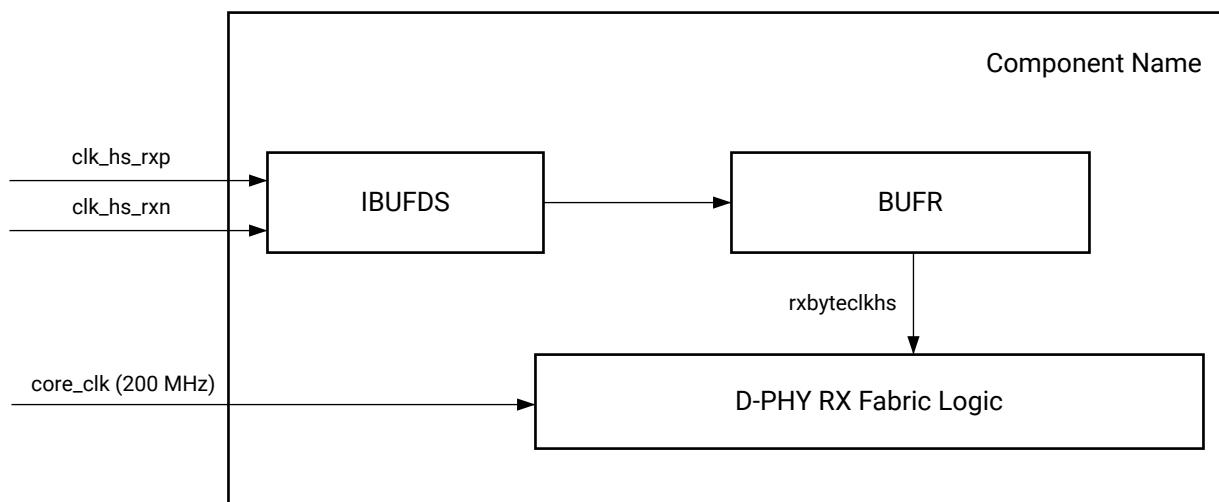 Component Name
clk_hs_rxp
clk_hs_rxn
IBUFDS
BUFR
rxbyteclkhs
core_clk (200 MHz)
D-PHY RX Fabric Logic